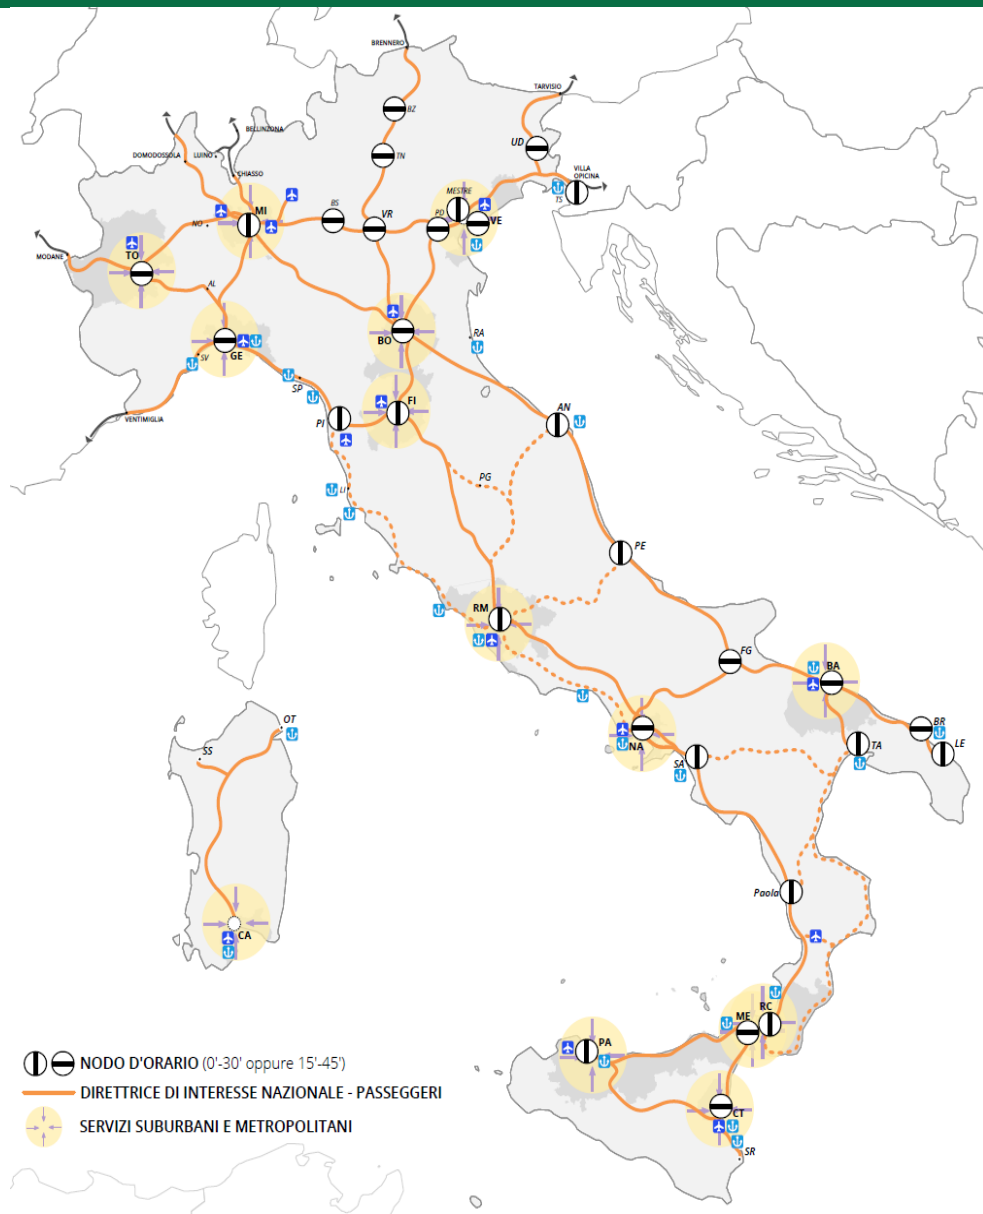 BRENNERO
TARVISIO
BZ
BELLINZONA
UD
DOMODOSSOLA
LUINO
TN
CHIASSO
VILLA
OPICINA
TS
MESTRE
MI
BS
VR
PD
VE
NO
MODANE
TO
AL
BO
RA
GE
SV
SP
FI
AN
PI
VENTIMIGLIA
PG
LI
PE
RM
FG
BA
OT
BR
NA
TA
LE
SS
SA
Paola
CA
RC
ME
PA
CT
SR
NODO D'ORARIO (0'-30' oppure 15'-45')
DIRETTRICE DI INTERESSE NAZIONALE - PASSEGGERI
SERVIZI SUBURBANI E METROPOLITANI